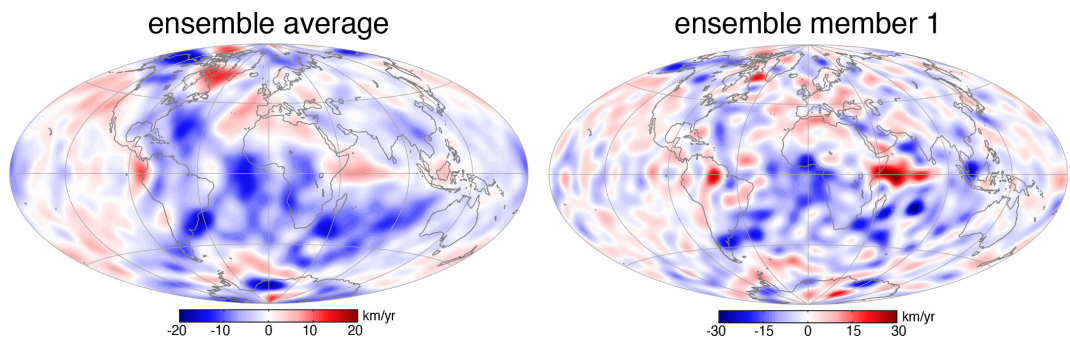 ensemble average
ensemble member 1
-20 -10 0 10 20 km/yr
-30 -15 0 15 30 km/yr